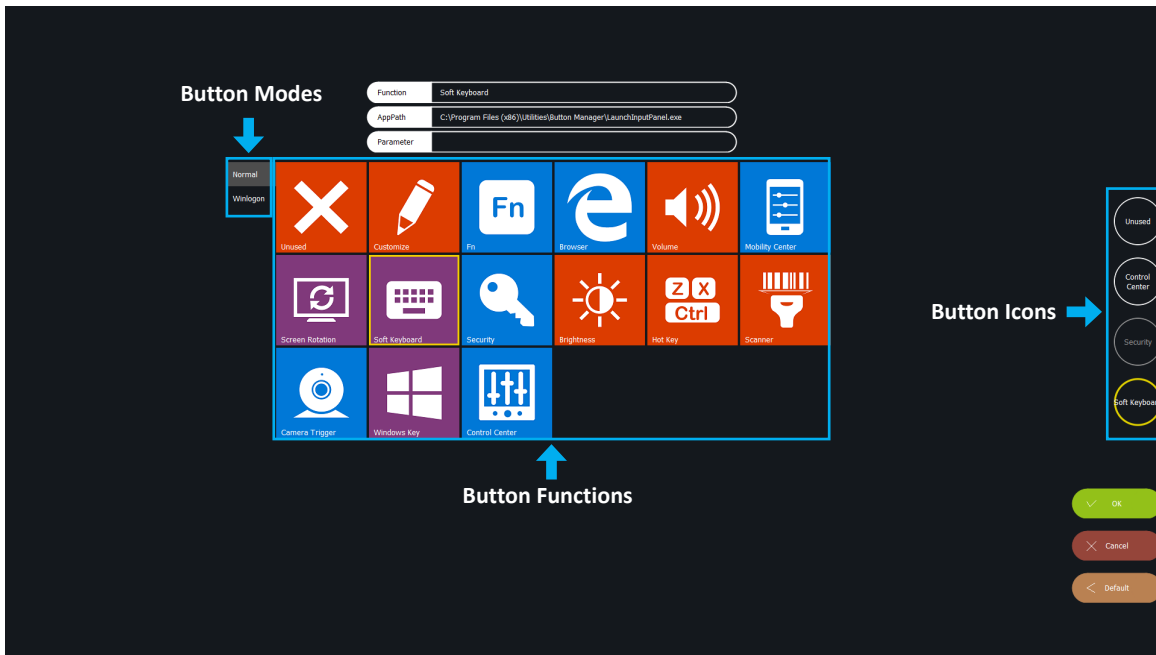 Button Modes
Function Soft Keyboard
AppPath C:\Program Files (x86)\Utilities\Button Manager\LaunchInputPanel.exe
Parameter
Normal
Winlogon
Fn
Unused Customize Fn Browser Volume Mobility Center
Z X
Ctrl
Screen Rotation Soft Keyboard Security Brightness Hot Key Scanner
Camera Trigger Windows Key Control Center
Button Functions
Button Icons
Unused
Control
Center
Security
Soft Keyboar
OK
Cancel
Default